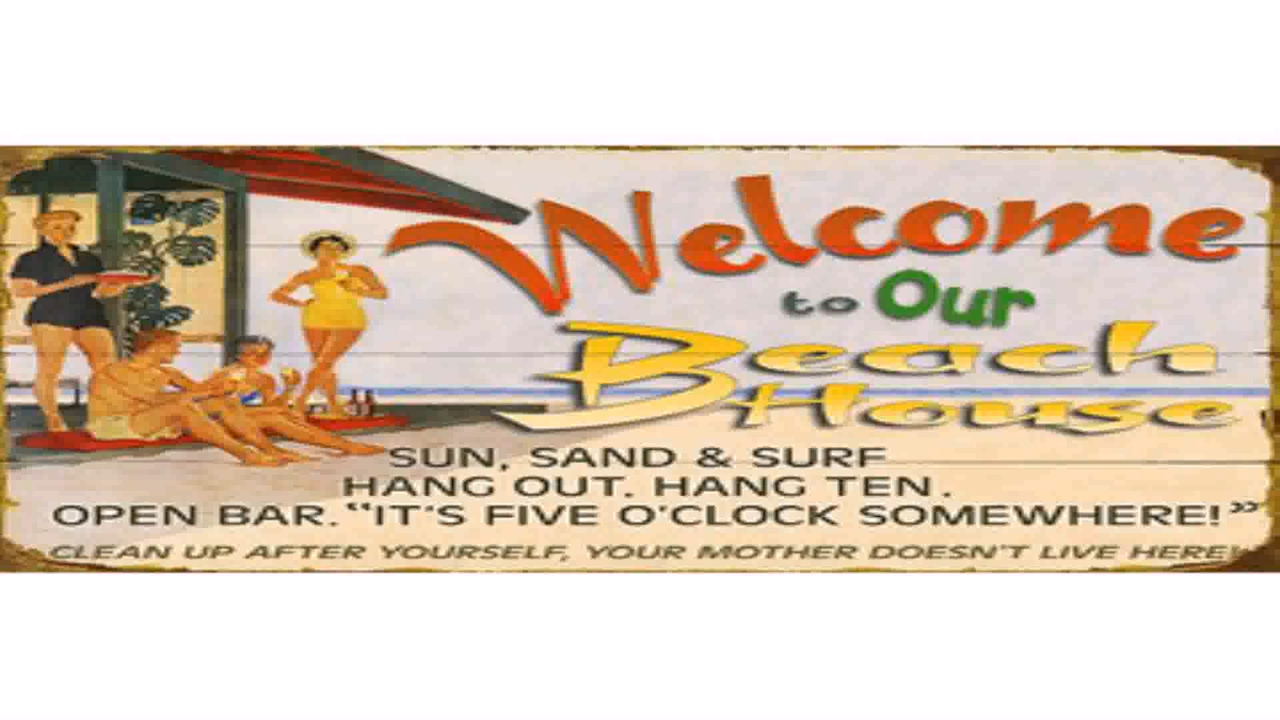 Welcome
to Our
Beach
House
SUN, SAND & SURF
HANG OUT. HANG TEN.
OPEN BAR. "IT'S FIVE O'CLOCK SOMEWHERE!"
CLEAN UP AFTER YOURSELF, YOUR MOTHER DOESN'T LIVE HERE!